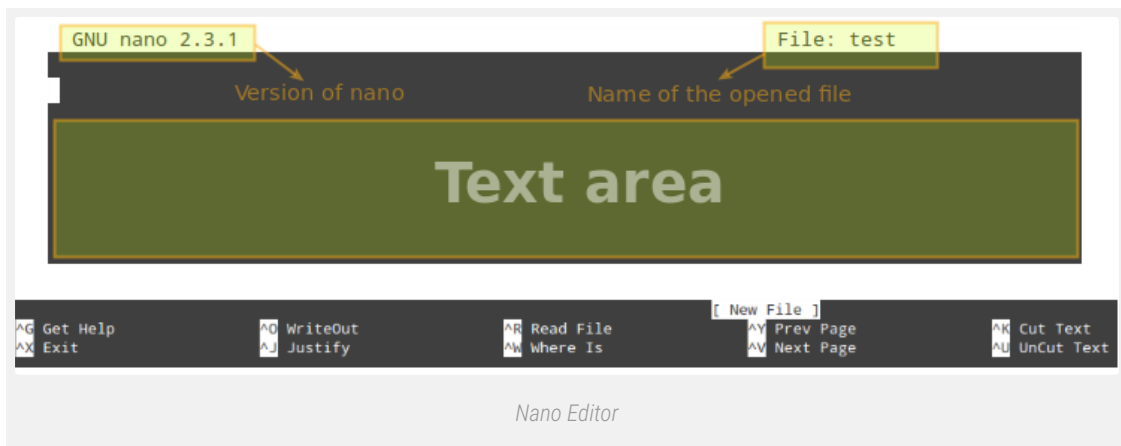 GNU nano 2.3.1 File: test
Version of nano Name of the opened file
Text area
[ New File ]
^G Get Help ^O WriteOut ^R Read File ^Y Prev Page ^K Cut Text
^X Exit ^J Justify ^W Where Is ^V Next Page ^U UnCut Text
Nano Editor